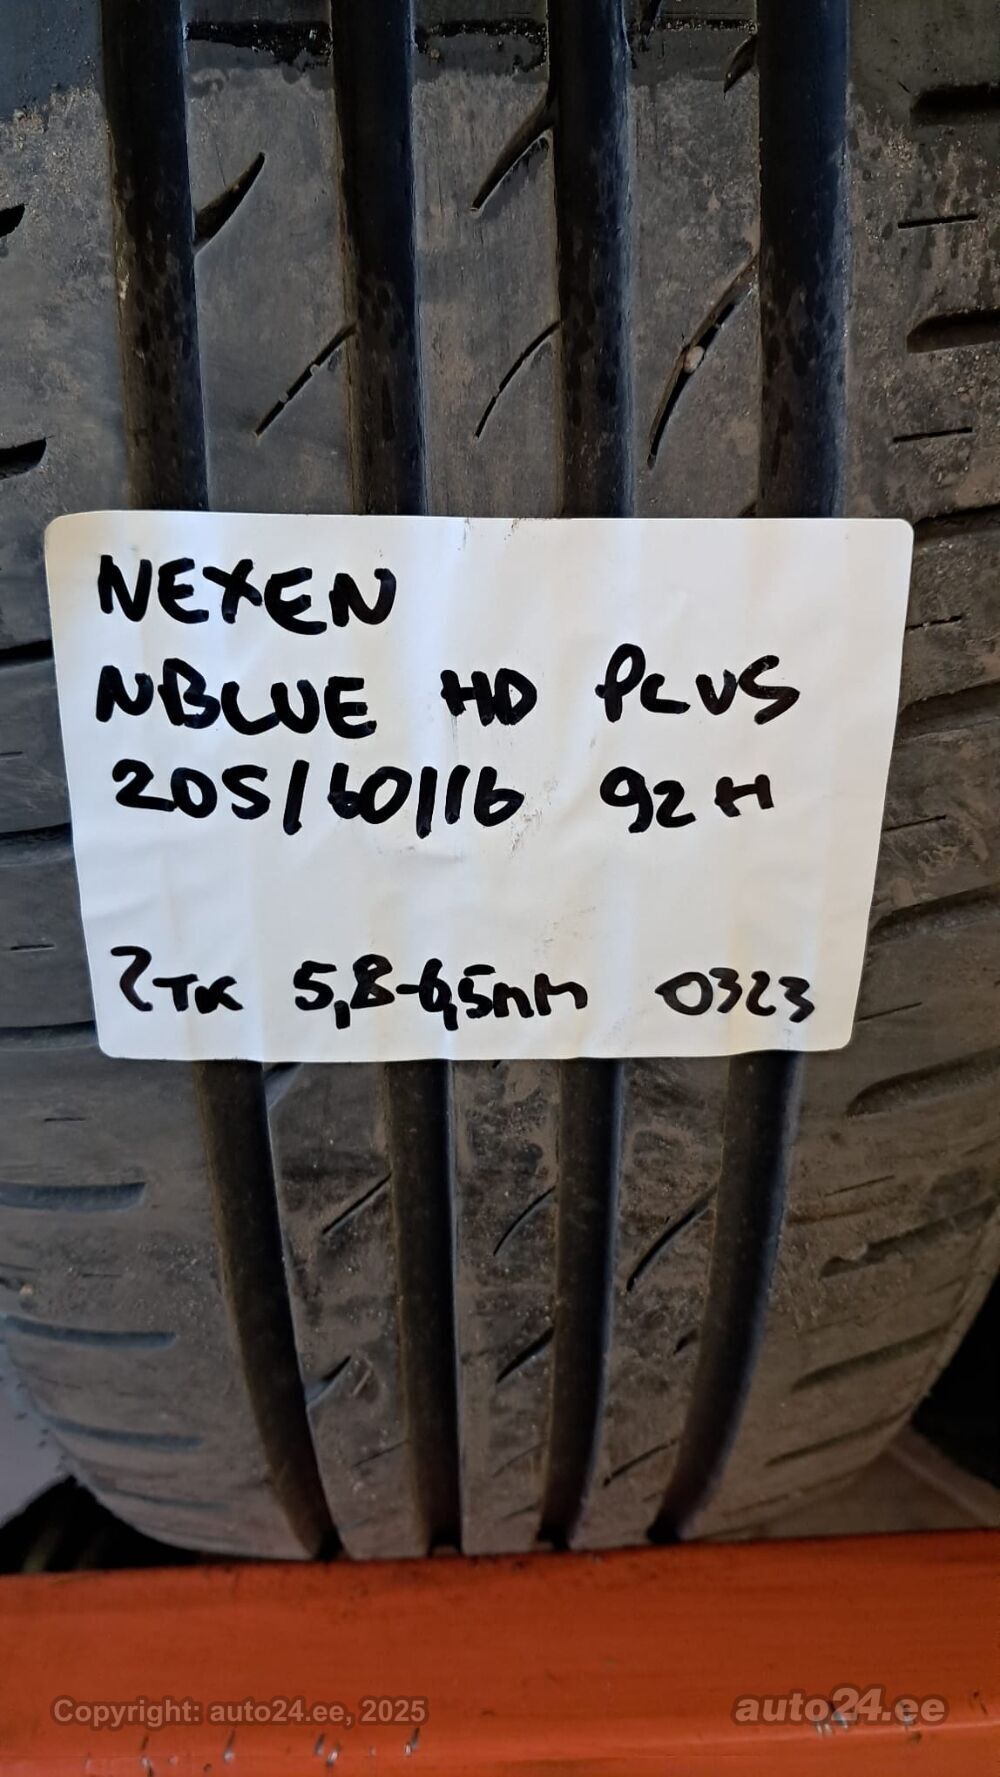 NEXEN
NBLUE HD PLUS
205/60/16 92H
2TK 5,8-6,5mm 0323
Copyright: auto24.ee, 2025
auto24.ee